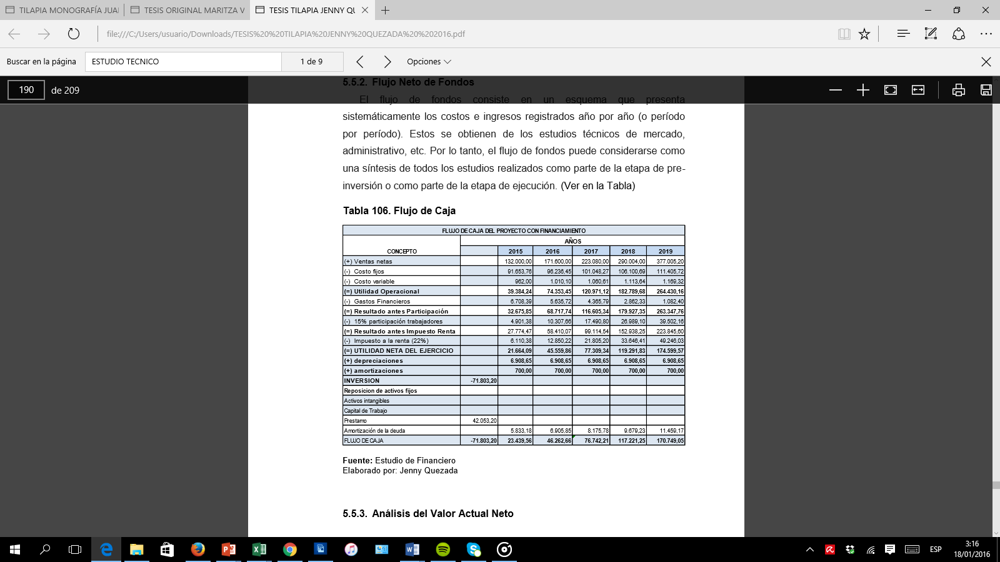 TILAPIA MONOGRAFÍA JUAI
TESIS ORIGINAL MARITZA V
TESIS TILAPIA JENNY QU
file:///C:/Users/usuario/Downloads/TESIS%20%20TILAPIA%20JENNY%20QUEZADA%20%202016.pdf
Buscar en la página
ESTUDIO TECNICO
1 de 9
Opciones
190 de 209
5.5.2. Flujo Neto de Fondos
El flujo de fondos consiste en un esquema que presenta
sistemáticamente los costos e ingresos registrados año por año (o período
por período). Estos se obtienen de los estudios técnicos de mercado,
administrativo, etc. Por lo tanto, el flujo de fondos puede considerarse como
una síntesis de todos los estudios realizados como parte de la etapa de pre-
inversión o como parte de la etapa de ejecución. (Ver en la Tabla)
Tabla 106. Flujo de Caja
FLUJO DE CAJA DEL PROYECTO CON FINANCIAMIENTO
AÑOS
CONCEPTO 2015 2016 2017 2018 2019
(+) Ventas netas 132.000,00 171.600,00 223.080,00 290.004,00 377.005,20
(-) Costo fijos 91.653,76 96.236,45 101.048,27 106.100,69 111.405,72
(-) Costo variable 962,00 1.010,10 1.060,61 1.113,64 1.169,32
(=) Utilidad Operacional 39.384,24 74.353,45 120.971,12 182.789,68 264.430,16
(-) Gastos Financieros 6.708,39 5.635,72 4.365,79 2.862,33 1.082,40
(=) Resultado antes Participación 32.675,85 68.717,74 116.605,34 179.927,35 263.347,76
(-) 15% participación trabajadores 4.901,38 10.307,66 17.490,80 26.989,10 39.502,16
(=) Resultado antes Impuesto Renta 27.774,47 58.410,07 99.114,54 152.938,25 223.845,60
(-) Impuesto a la renta (22%) 6.110,38 12.850,22 21.805,20 33.646,41 49.246,03
(=) UTILIDAD NETA DEL EJERCICIO 21.664,09 45.559,86 77.309,34 119.291,83 174.599,57
(+) depreciaciones 6.908,65 6.908,65 6.908,65 6.908,65 6.908,65
(+) amortizaciones 700,00 700,00 700,00 700,00 700,00
INVERSION -71.803,20
Reposicion de activos fijos
Activos intangibles
Capital de Trabajo
Prestamo 42.053,20
Amortización de la deuda 5.833,18 6.905,85 8.175,78 9.679,23 11.459,17
FLUJO DE CAJA -71.803,20 23.439,56 46.262,66 76.742,21 117.221,25 170.749,05
Fuente: Estudio de Financiero
Elaborado por: Jenny Quezada
5.5.3. Análisis del Valor Actual Neto
ESP
3:16
18/01/2016